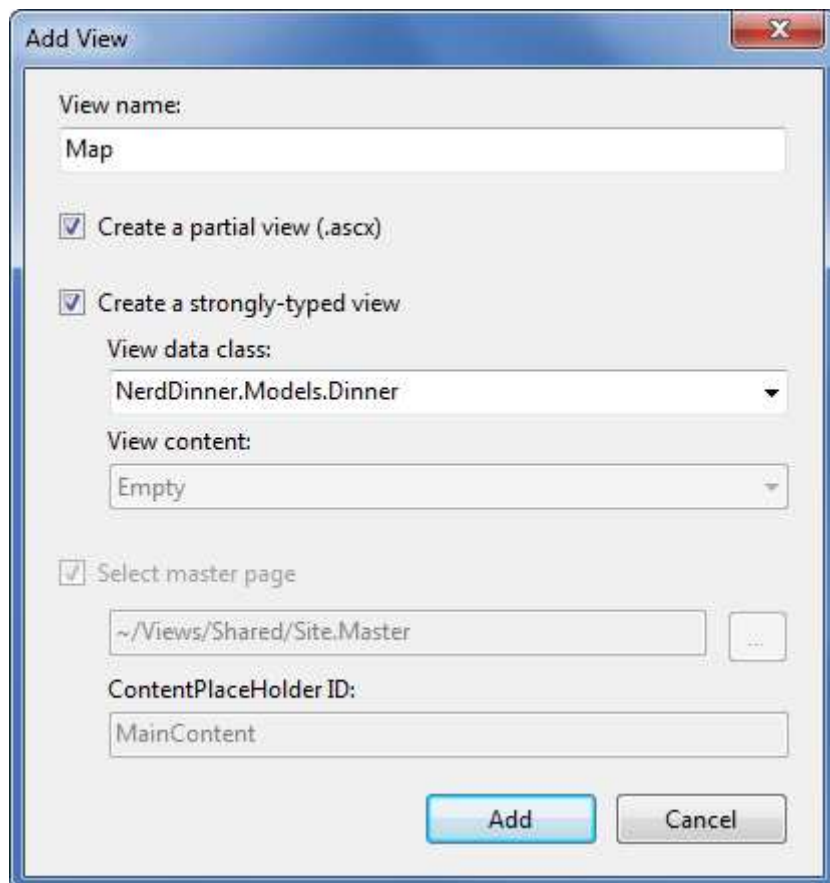 Add View
View name:
Map
Create a partial view (.ascx)
Create a strongly-typed view
View data class:
NerdDinner.Models.Dinner
View content:
Empty
Select master page
~/Views/Shared/Site.Master
...
ContentPlaceHolder ID:
MainContent
Add Cancel